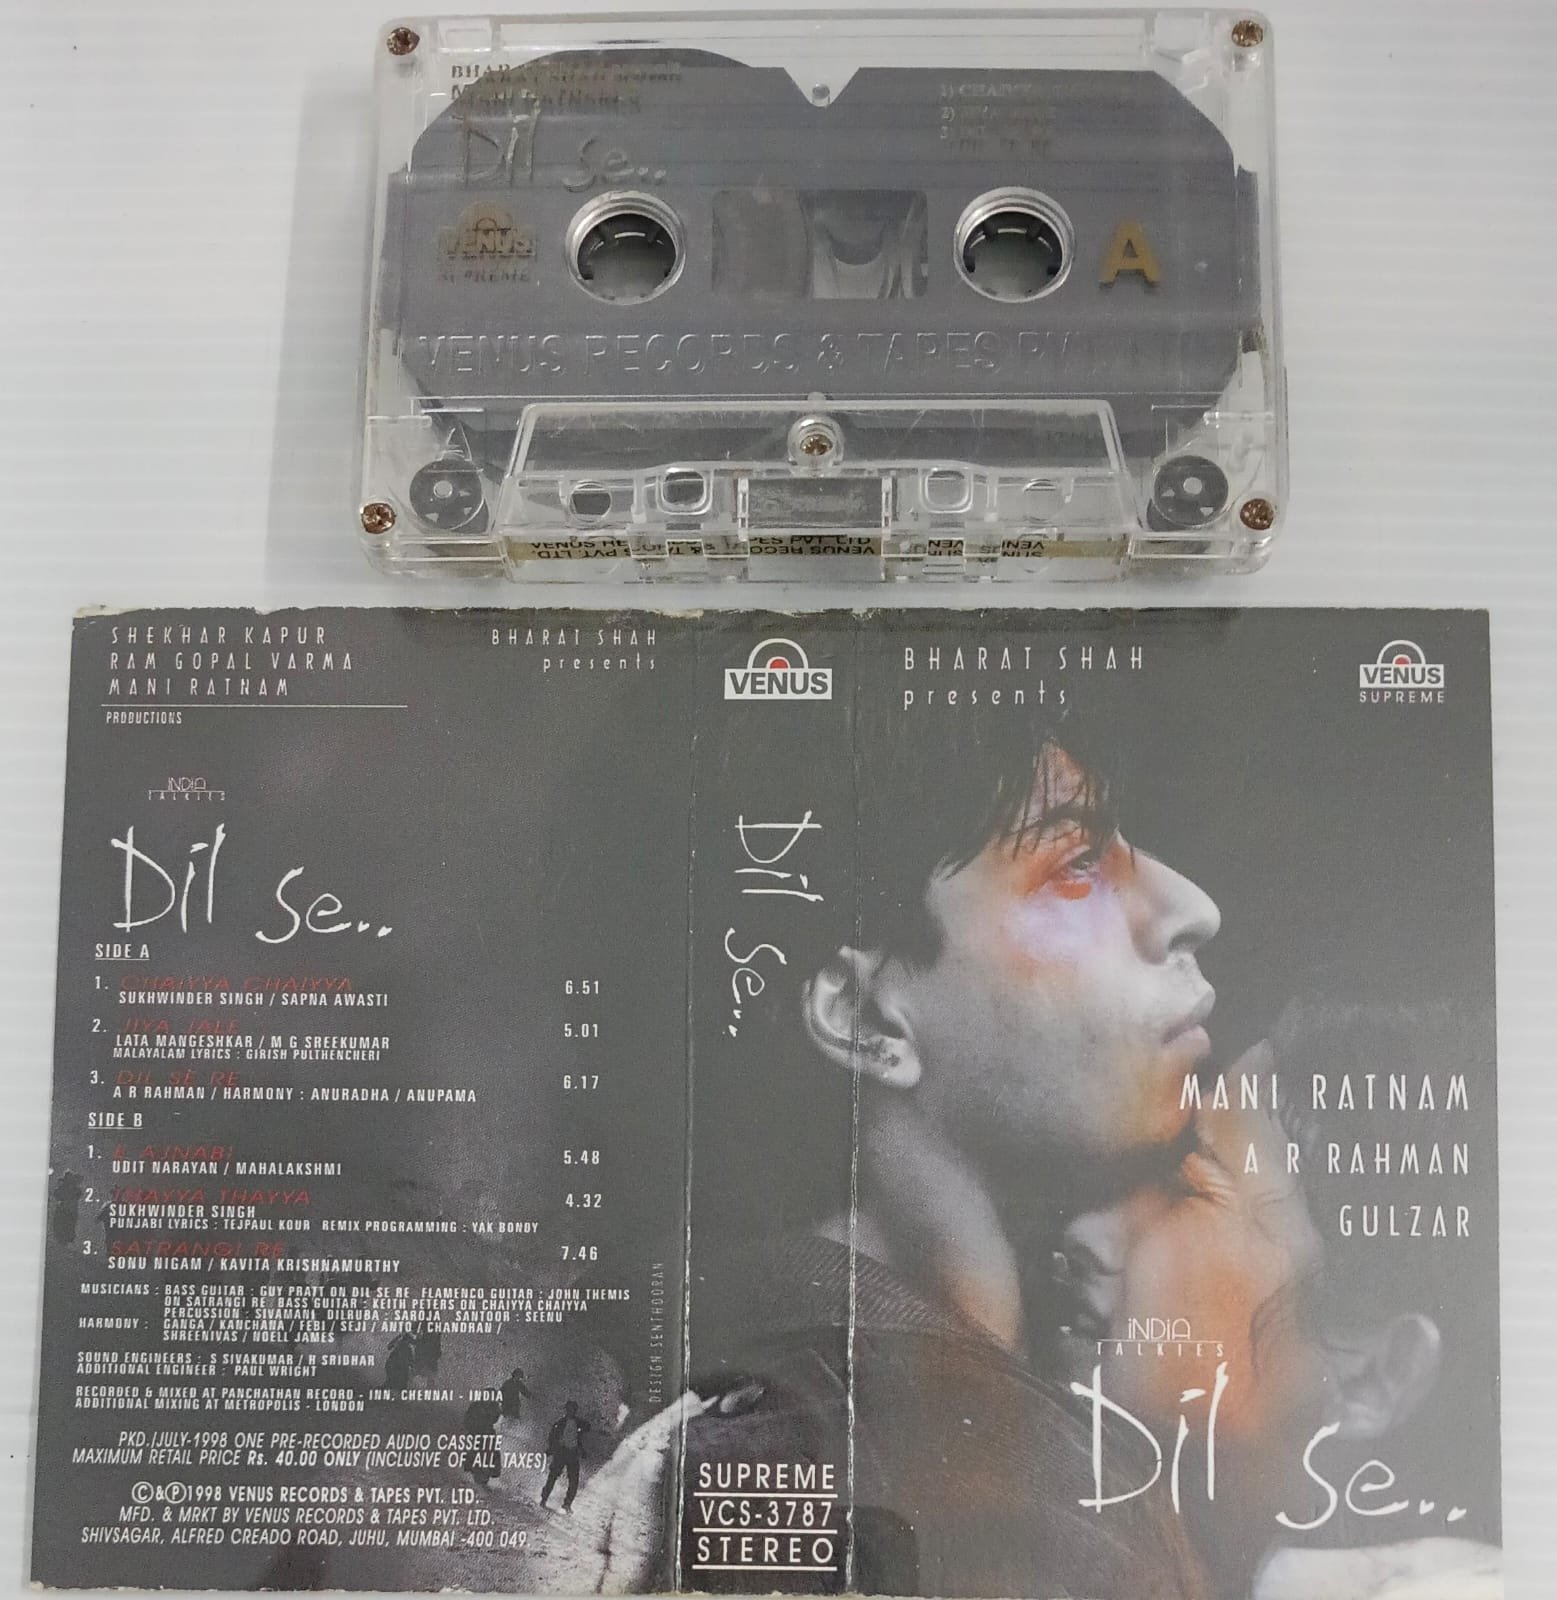 Dil se..
VENUS
A
VENUS RECORDS & TAPES
SHEKHAR KAPUR
RAM GOPAL VARMA
MANI RATNAM
PRODUCTIONS
BHARAT SHAH
presents
INDIA
TALKIES
Dil se..
SIDE A
1. CHAIYYA CHAIYYA 6.51
SUKHWINDER SINGH / SAPNA AWASTI
2. JIYA JALE 5.01
LATA MANGESHKAR / M G SREEKUMAR
MALAYALAM LYRICS : GIRISH PULTHENCHERI
3. DIL SE RE 6.17
A R RAHMAN / HARMONY : ANURADHA / ANUPAMA
SIDE B
1. E AJNABI 5.48
UDIT NARAYAN / MAHALAKSHMI
2. THAYYA THAYYA 4.32
SUKHWINDER SINGH
PUNJABI LYRICS : TEJPAUL KOUR REMIX PROGRAMMING : YAK BONDY
3. SATRANGI RE 7.46
SONU NIGAM / KAVITA KRISHNAMURTHY
MUSICIANS : BASS GUITAR : GUY PRATT ON DIL SE RE FLAMENCO GUITAR : JOHN THEMIS
ON SATRANGI RE BASS GUITAR : KEITH PETERS ON CHAIYYA CHAIYYA
PERCUSSION : SIVAMANI DILRUBA : SAROJA SANTOOR : SEENU
HARMONY : GANGA / KANCHANA / FEBI / SEJI / ANTO / CHANDRAN /
SHREENIVAS / NOELL JAMES
SOUND ENGINEERS : S SIVAKUMAR / H SRIDHAR
ADDITIONAL ENGINEER : PAUL WRIGHT
RECORDED & MIXED AT PANCHATHAN RECORD - INN. CHENNAI - INDIA
ADDITIONAL MIXING AT METROPOLIS - LONDON
PKD./JULY-1998 ONE PRE-RECORDED AUDIO CASSETTE
MAXIMUM RETAIL PRICE Rs. 40.00 ONLY (INCLUSIVE OF ALL TAXES)
©&℗1998 VENUS RECORDS & TAPES PVT. LTD.
MFD. & MRKT BY VENUS RECORDS & TAPES PVT. LTD.
SHIVSAGAR, ALFRED CREADO ROAD, JUHU, MUMBAI -400 049.
DESIGN SENTHOORAN
VENUS
Dil se..
SUPREME
VCS-3787
STEREO
BHARAT SHAH
presents
VENUS
SUPREME
MANI RATNAM
A R RAHMAN
GULZAR
INDIA
TALKIES
Dil se..